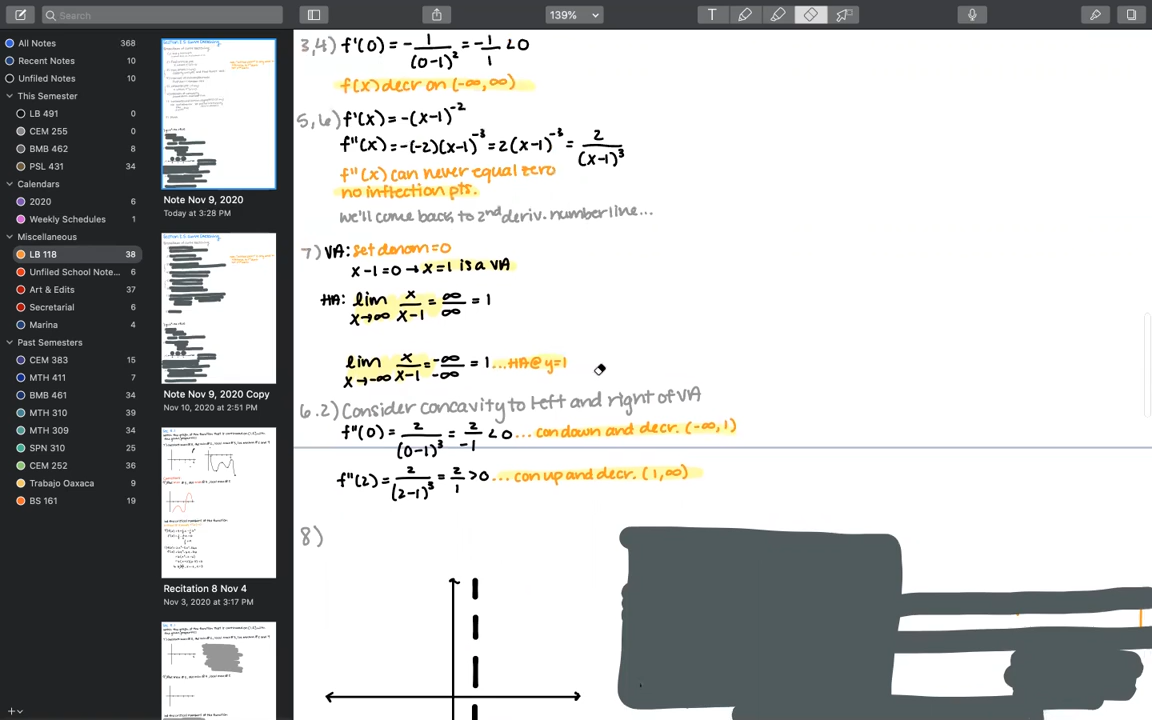 Search
139%
T
All Notes 368
Recent Notes 10
Unfiled Notes 10
This Semester
LB 491 0
CEM 255 0
BMB 462 8
PSL 431 34
Calendars
2020 6
Weekly Schedules 1
Miscellaneous
LB 118 38
Unfiled School Note... 6
Art & Edits 37
Secretarial 6
Marina 4
Past Semesters
CEM 383 15
MTH 411 7
BMB 461 34
MTH 310 39
MTH 309 41
SPN 310 25
CEM 252 36
Trabajo Oaxaca 9
BS 161 19
Note Nov 9, 2020
Today at 3:28 PM
Note Nov 9, 2020 Copy
Nov 10, 2020 at 2:51 PM
Recitation 8 Nov 4
Nov 3, 2020 at 3:17 PM
3,4) f'(0) = -1/(0-1)² = -1/1 < 0
f(x) decr on (-∞,∞)
5,6) f'(x) = -(x-1)⁻²
f''(x) = -(-2)(x-1)⁻³ = 2(x-1)⁻³ = 2/(x-1)³
f''(x) can never equal zero
no inflection pts.
we'll come back to 2nd deriv. number line...
7) VA: set denom = 0
x-1=0 → x=1 is a VA
HA: lim x→∞ x/(x-1) = ∞/∞ = 1
lim x→-∞ x/(x-1) = -∞/-∞ = 1 ... HA @ y=1
6.2) Consider concavity to left and right of VA
f''(0) = 2/(0-1)³ = 2/-1 < 0 ... con down and decr. (-∞,1)
f''(2) = 2/(2-1)³ = 2/1 > 0 ... con up and decr. (1,∞)
8)